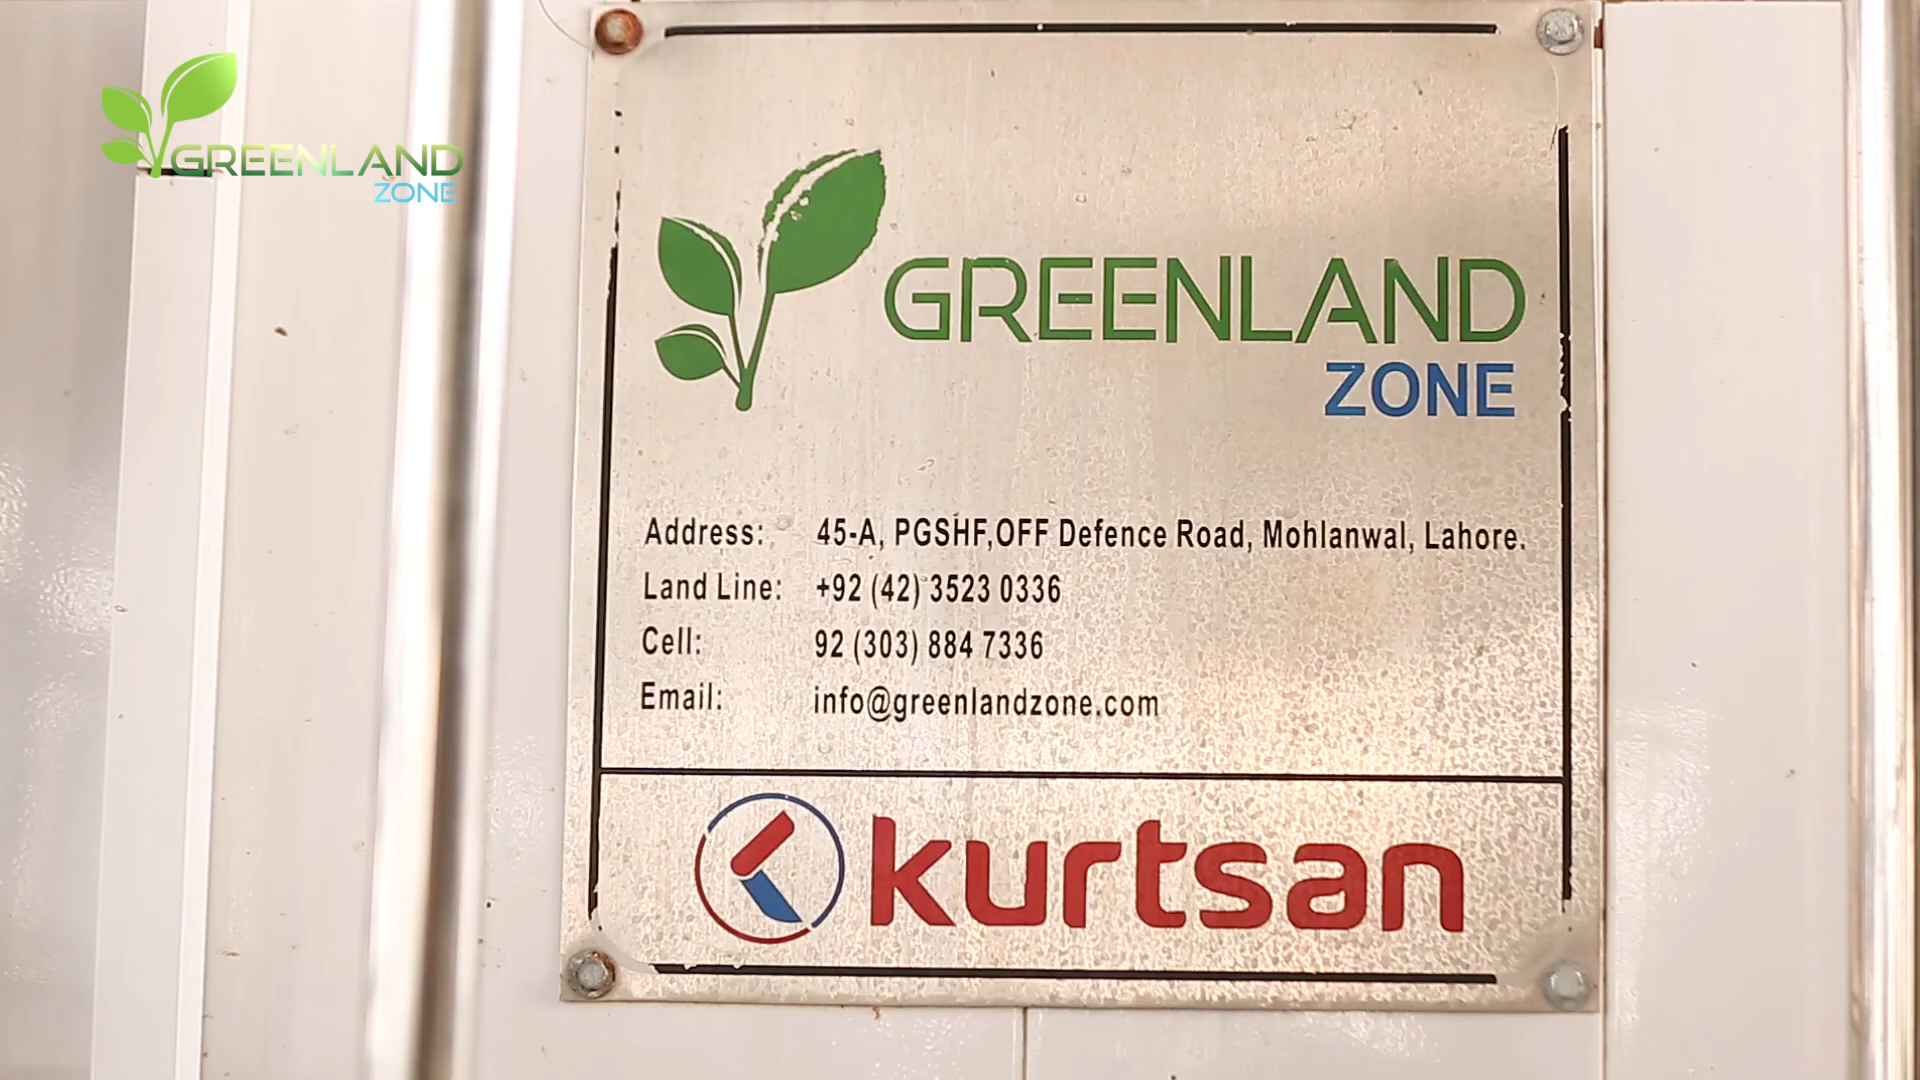 GREENLAND
ZONE
GREENLAND
ZONE
Address: 45-A, PGSHF,OFF Defence Road, Mohlanwal, Lahore.
Land Line: +92 (42) 3523 0336
Cell: 92 (303) 884 7336
Email: info@greenlandzone.com
kurtsan